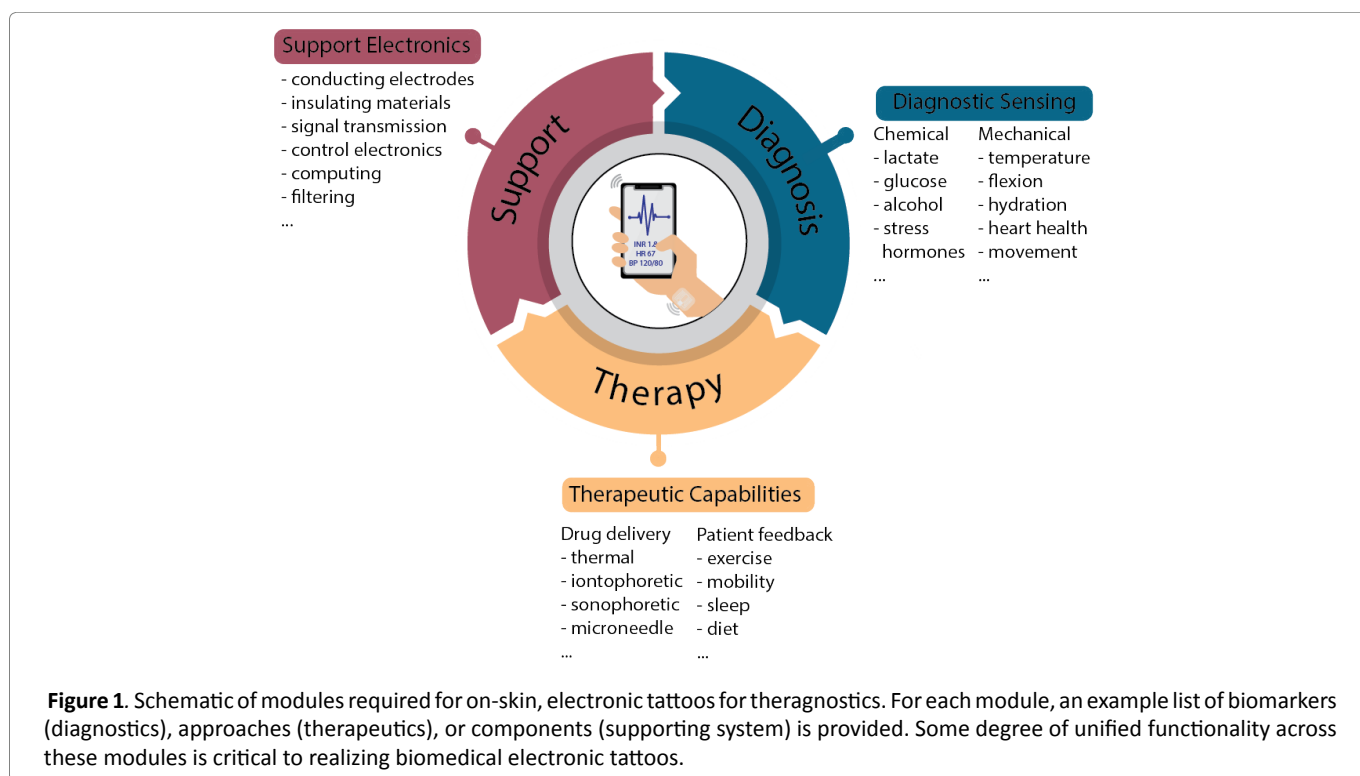 Support Electronics
- conducting electrodes
- insulating materials
- signal transmission
- control electronics
- computing
- filtering
...
Support
Diagnosis
Therapy
INR 1.8
HR 67
BP 120/80
Diagnostic Sensing
Chemical
- lactate
- glucose
- alcohol
- stress
hormones
...
Mechanical
- temperature
- flexion
- hydration
- heart health
- movement
...
Therapeutic Capabilities
Drug delivery
- thermal
- iontophoretic
- sonophoretic
- microneedle
...
Patient feedback
- exercise
- mobility
- sleep
- diet
...
Figure 1. Schematic of modules required for on-skin, electronic tattoos for theragnostics. For each module, an example list of biomarkers
(diagnostics), approaches (therapeutics), or components (supporting system) is provided. Some degree of unified functionality across
these modules is critical to realizing biomedical electronic tattoos.